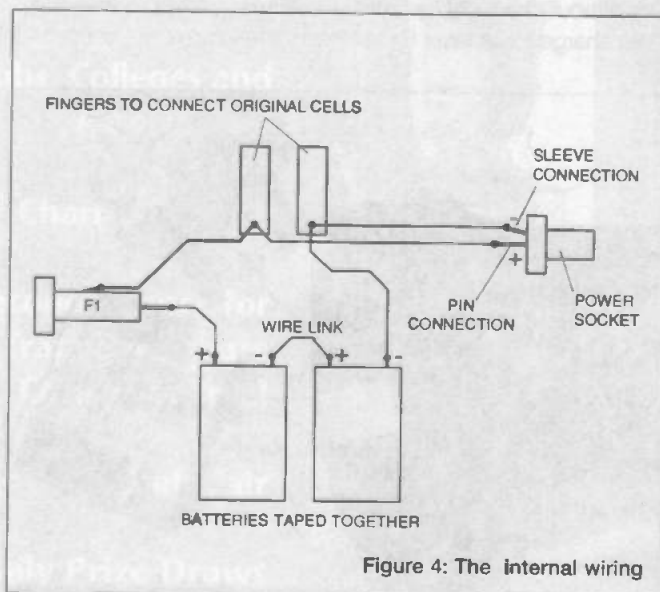 FINGERS TO CONNECT ORIGINAL CELLS
SLEEVE
CONNECTION
-
+
F1
PIN
CONNECTION
POWER
SOCKET
WIRE LINK
+ - + -
BATTERIES TAPED TOGETHER
Figure 4: The internal wiring